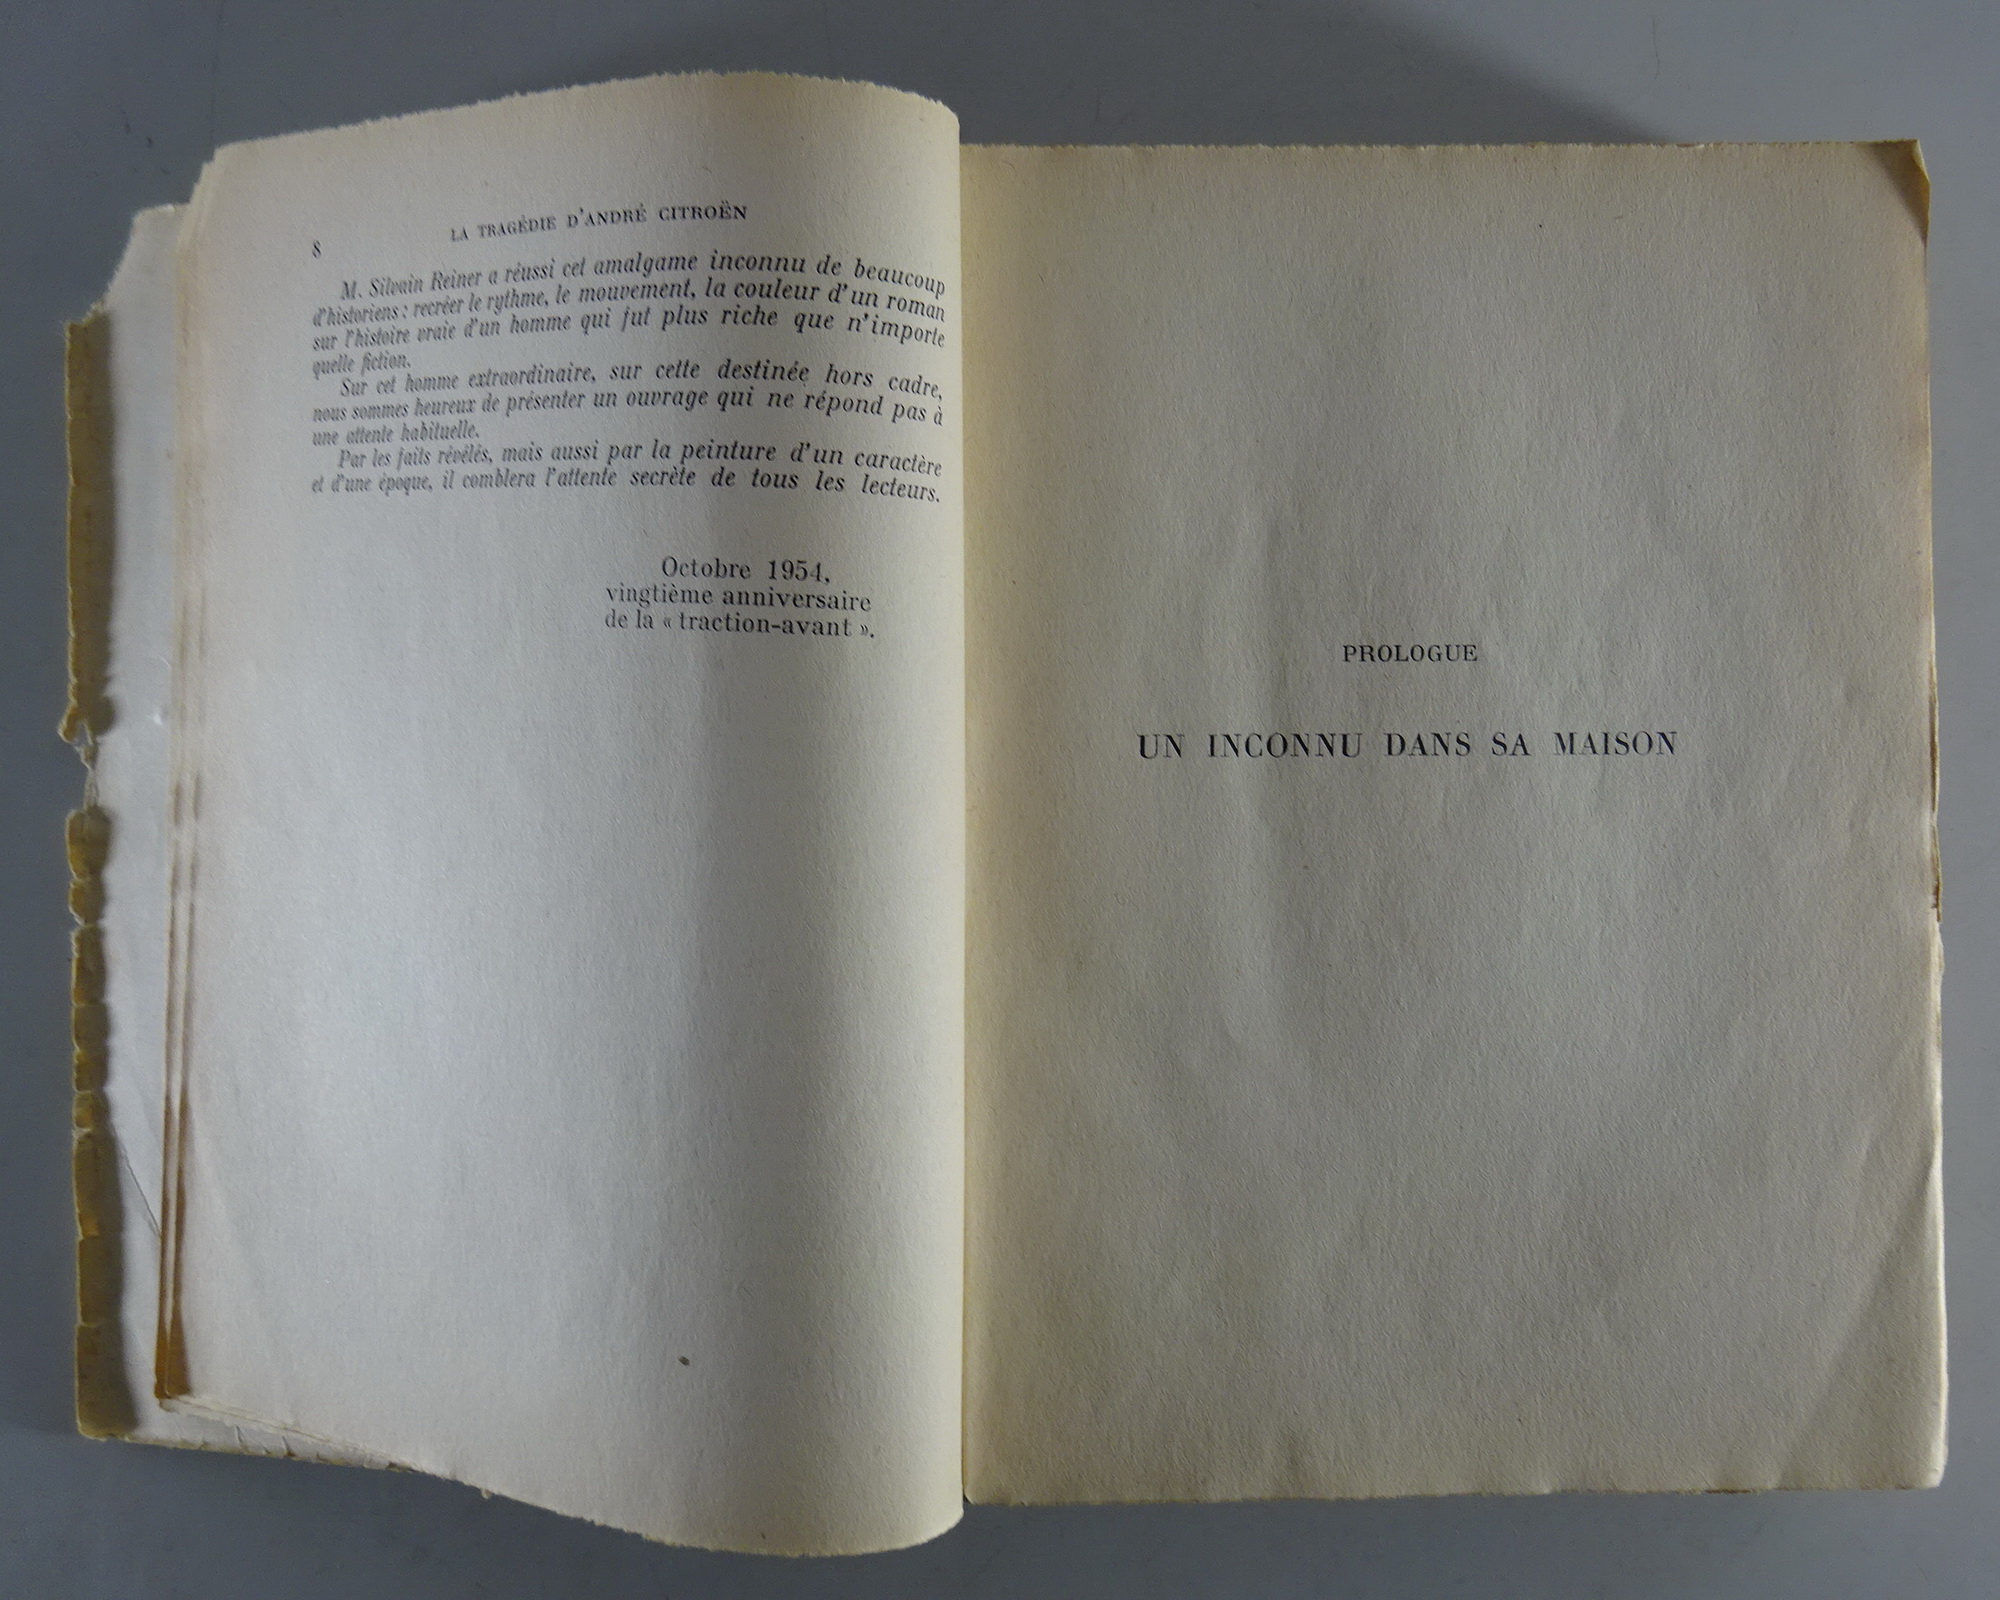 8
LA TRAGÉDIE D'ANDRÉ CITROËN
M. Silvain Reiner a réussi cet amalgame inconnu de beaucoup
d'historiens : recréer le rythme, le mouvement, la couleur d'un roman
sur l'histoire vraie d'un homme qui fut plus riche que n'importe
quelle fiction.
Sur cet homme extraordinaire, sur cette destinée hors cadre,
nous sommes heureux de présenter un ouvrage qui ne répond pas à
une attente habituelle.
Par les faits révélés, mais aussi par la peinture d'un caractère
et d'une époque, il comblera l'attente secrète de tous les lecteurs.
Octobre 1954,
vingtième anniversaire
de la « traction-avant ».
PROLOGUE
UN INCONNU DANS SA MAISON